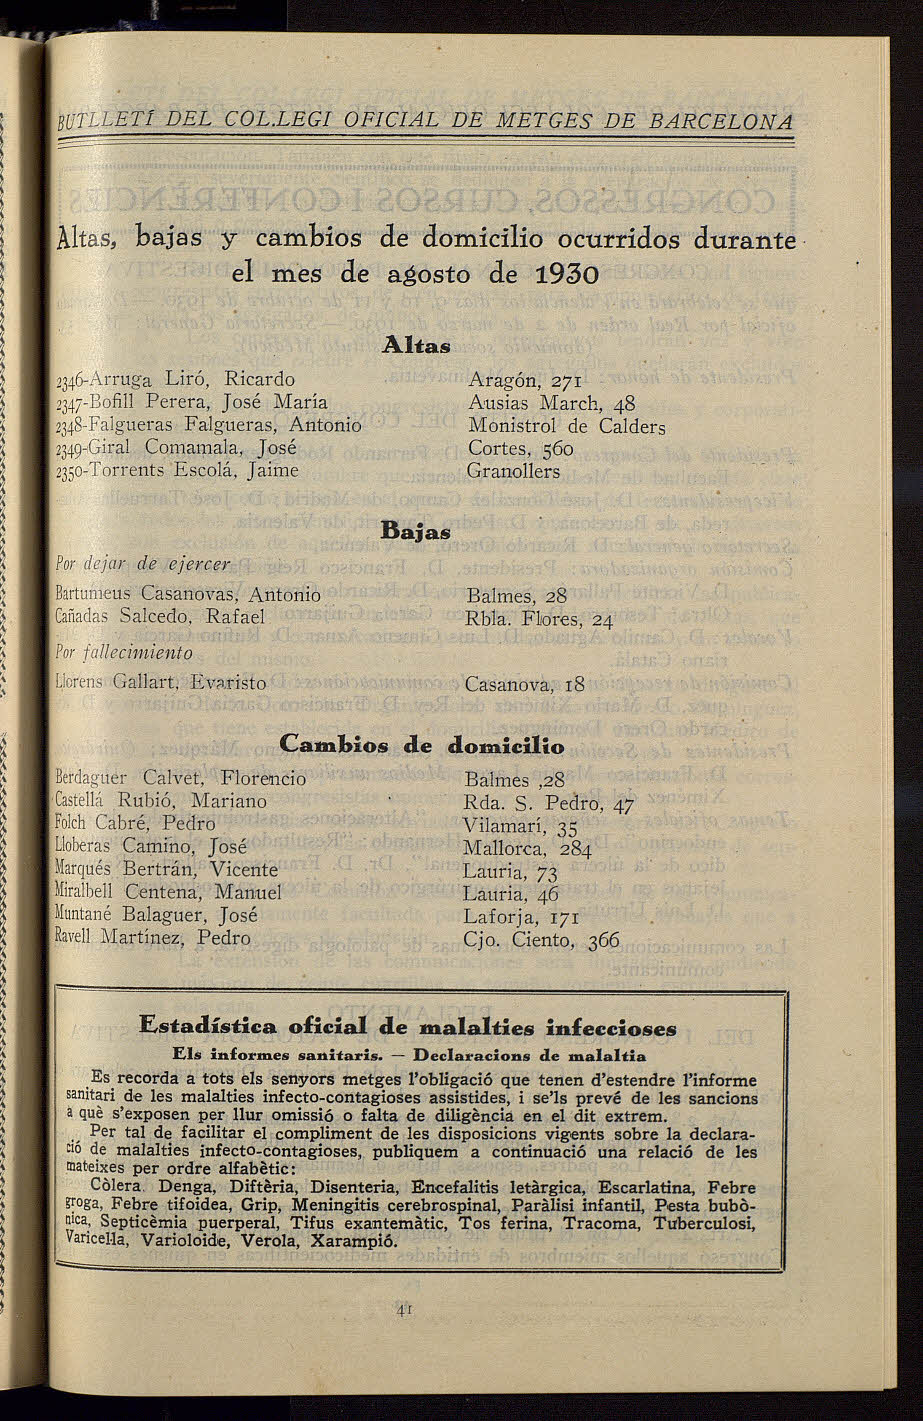 BUTLLETÍ DEL COL.LEGI OFICIAL DE METGES DE BARCELONA
Altas, bajas y cambios de domicilio ocurridos durante
el mes de agosto de 1930
Altas
2346-Arruga Liró, Ricardo Aragón, 271
2347-Bofill Perera, José María Ausias March, 48
2348-Falgueras Falgueras, Antonio Monistrol de Calders
2349-Giral Comamala, José Cortes, 560
2350-Torrents Escolá, Jaime Granollers
Bajas
Por dejar de ejercer
Bartumeus Casanovas, Antonio Balmes, 28
Cañadas Salcedo, Rafael Rbla. Flores, 24
Por fallecimiento
Llorens Gallart, Evaristo Casanova, 18
Cambios de domicilio
Berdaguer Calvet, Florencio Balmes ,28
Castellá Rubió, Mariano Rda. S. Pedro, 47
Folch Cabré, Pedro Vilamarí, 35
Lloberas Camino, José Mallorca, 284
Marqués Bertrán, Vicente Lauria, 73
Miralbell Centena, Manuel Lauria, 46
Muntané Balaguer, José Laforja, 171
Ravell Martínez, Pedro Cjo. Ciento, 366
Estadística oficial de malalties infeccioses
Els informes sanitaris. — Declaracions de malaltia
Es recorda a tots els senyors metges l'obligació que tenen d'estendre l'informe
sanitari de les malalties infecto-contagioses assistides, i se'ls prevé de les sancions
a què s'exposen per llur omissió o falta de diligència en el dit extrem.
Per tal de facilitar el compliment de les disposicions vigents sobre la declara-
ció de malalties infecto-contagioses, publiquem a continuació una relació de les
mateixes per ordre alfabètic:
Còlera. Denga, Diftèria, Disenteria, Encefalitis letàrgica, Escarlatina, Febre
groga, Febre tifoidea, Grip, Meningitis cerebrospinal, Paràlisi infantil, Pesta bubò-
nica, Septicèmia puerperal, Tifus exantemàtic, Tos ferina, Tracoma, Tuberculosi,
Varicel·la, Varioloide, Verola, Xarampió.
41